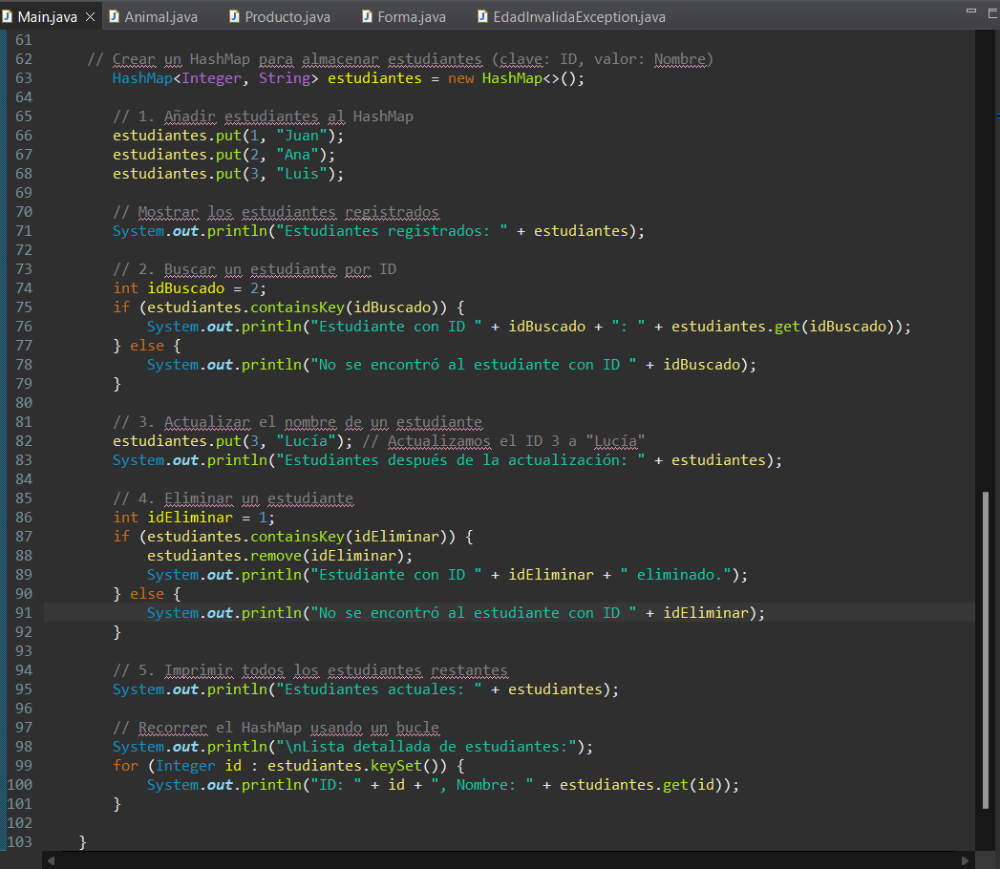 Main.java Animal.java Producto.java Forma.java EdadInvalidaException.java
61
62 // Crear un HashMap para almacenar estudiantes (clave: ID, valor: Nombre)
63 HashMap<Integer, String> estudiantes = new HashMap<>();
64
65 // 1. Añadir estudiantes al HashMap
66 estudiantes.put(1, "Juan");
67 estudiantes.put(2, "Ana");
68 estudiantes.put(3, "Luis");
69
70 // Mostrar los estudiantes registrados
71 System.out.println("Estudiantes registrados: " + estudiantes);
72
73 // 2. Buscar un estudiante por ID
74 int idBuscado = 2;
75 if (estudiantes.containsKey(idBuscado)) {
76 System.out.println("Estudiante con ID " + idBuscado + ": " + estudiantes.get(idBuscado));
77 } else {
78 System.out.println("No se encontró al estudiante con ID " + idBuscado);
79 }
80
81 // 3. Actualizar el nombre de un estudiante
82 estudiantes.put(3, "Lucía"); // Actualizamos el ID 3 a "Lucía"
83 System.out.println("Estudiantes después de la actualización: " + estudiantes);
84
85 // 4. Eliminar un estudiante
86 int idEliminar = 1;
87 if (estudiantes.containsKey(idEliminar)) {
88 estudiantes.remove(idEliminar);
89 System.out.println("Estudiante con ID " + idEliminar + " eliminado.");
90 } else {
91 System.out.println("No se encontró al estudiante con ID " + idEliminar);
92 }
93
94 // 5. Imprimir todos los estudiantes restantes
95 System.out.println("Estudiantes actuales: " + estudiantes);
96
97 // Recorrer el HashMap usando un bucle
98 System.out.println("\nLista detallada de estudiantes:");
99 for (Integer id : estudiantes.keySet()) {
100 System.out.println("ID: " + id + ", Nombre: " + estudiantes.get(id));
101 }
102
103 }